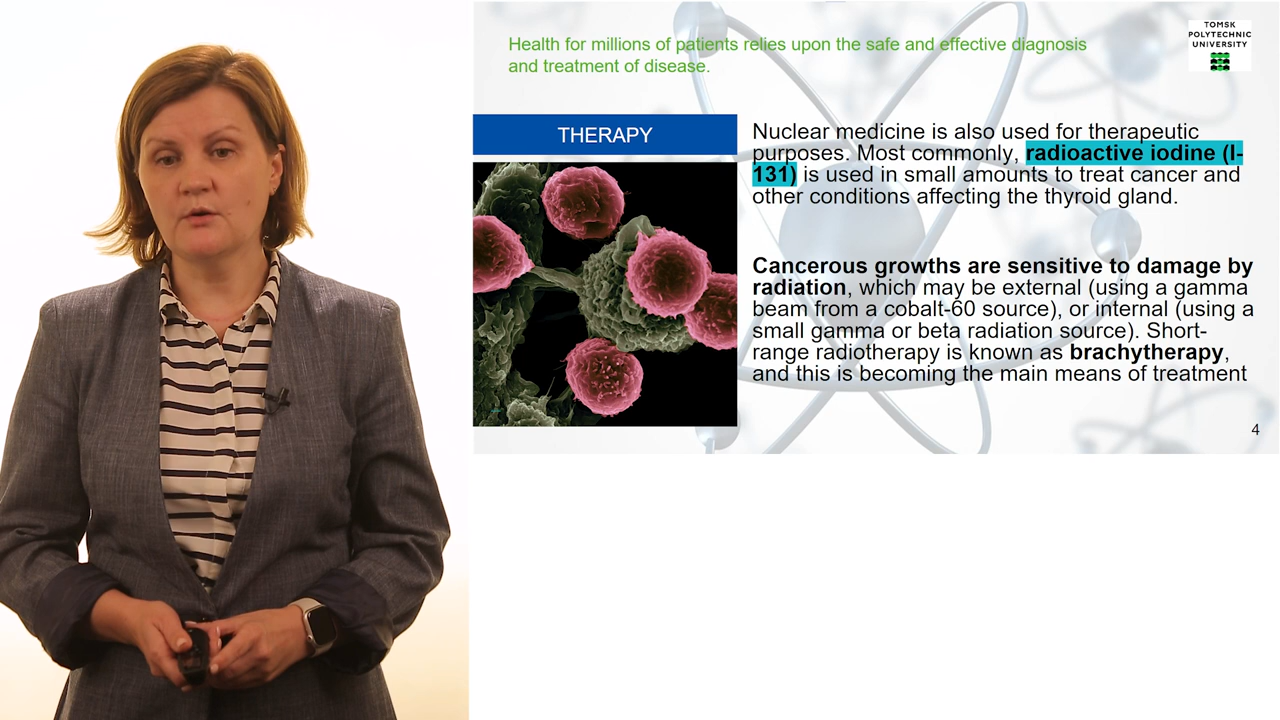 Health for millions of patients relies upon the safe and effective diagnosis
and treatment of disease.
TOMSK
POLYTECHNIC
UNIVERSITY
THERAPY
Nuclear medicine is also used for therapeutic
purposes. Most commonly, radioactive iodine (I-
131) is used in small amounts to treat cancer and
other conditions affecting the thyroid gland.
Cancerous growths are sensitive to damage by
radiation, which may be external (using a gamma
beam from a cobalt-60 source), or internal (using a
small gamma or beta radiation source). Short-
range radiotherapy is known as brachytherapy,
and this is becoming the main means of treatment
4